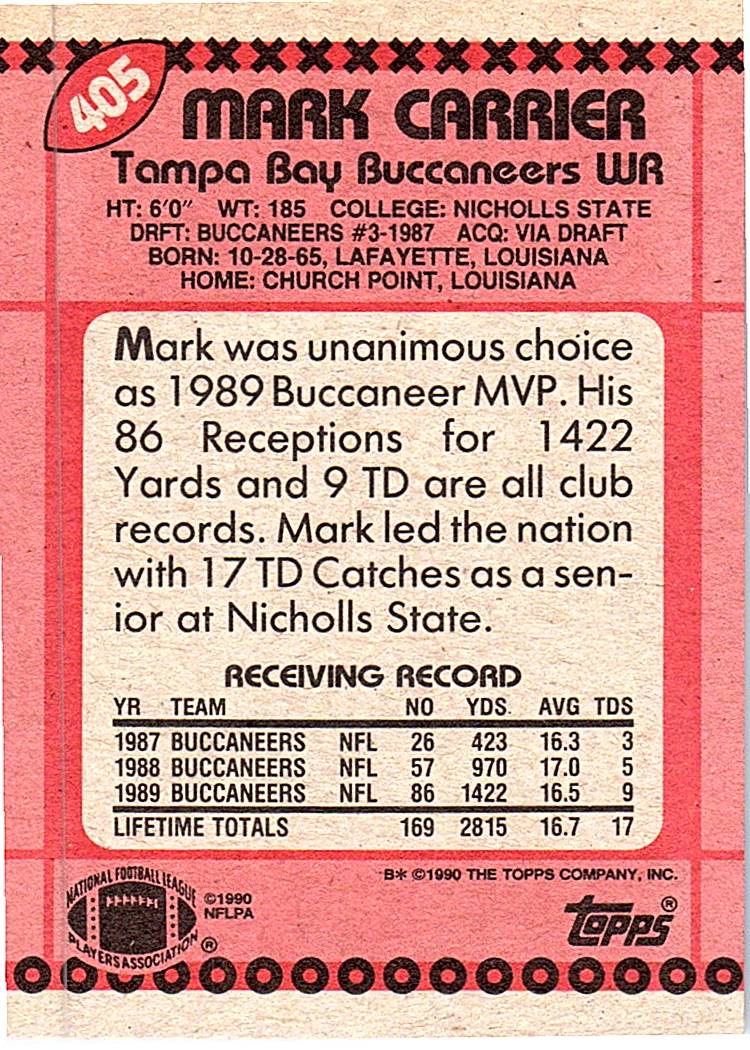 405
MARK CARRIER
Tampa Bay Buccaneers WR
HT: 6'0" WT: 185 COLLEGE: NICHOLLS STATE
DRFT: BUCCANEERS #3-1987 ACQ: VIA DRAFT
BORN: 10-28-65, LAFAYETTE, LOUISIANA
HOME: CHURCH POINT, LOUISIANA
Mark was unanimous choice
as 1989 Buccaneer MVP. His
86 Receptions for 1422
Yards and 9 TD are all club
records. Mark led the nation
with 17 TD Catches as a sen-
ior at Nicholls State.
RECEIVING RECORD
YR TEAM NO YDS. AVG TDS
1987 BUCCANEERS NFL 26 423 16.3 3
1988 BUCCANEERS NFL 57 970 17.0 5
1989 BUCCANEERS NFL 86 1422 16.5 9
LIFETIME TOTALS 169 2815 16.7 17
B* ©1990 THE TOPPS COMPANY, INC.
NATIONAL FOOTBALL LEAGUE
PLAYERS ASSOCIATION ®
©1990
NFLPA
topps ®